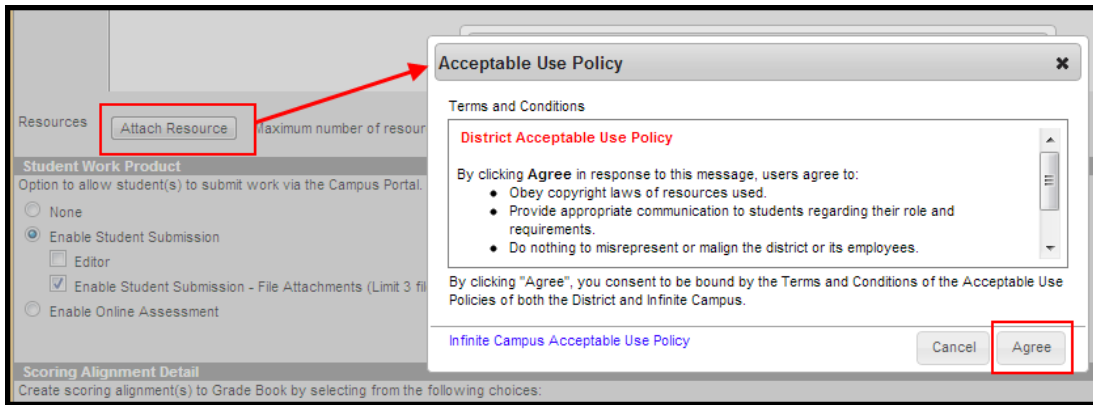 Acceptable Use Policy
Terms and Conditions
District Acceptable Use Policy
By clicking Agree in response to this message, users agree to:
Obey copyright laws of resources used.
Provide appropriate communication to students regarding their role and
requirements.
Do nothing to misrepresent or malign the district or its employees.
By clicking "Agree", you consent to be bound by the Terms and Conditions of the Acceptable Use
Policies of both the District and Infinite Campus.
Infinite Campus Acceptable Use Policy
Cancel
Agree
Resources
Attach Resource
Maximum number of resour
Student Work Product
Option to allow student(s) to submit work via the Campus Portal.
None
Enable Student Submission
Editor
Enable Student Submission - File Attachments (Limit 3 fil
Enable Online Assessment
Scoring Alignment Detail
Create scoring alignment(s) to Grade Book by selecting from the following choices: